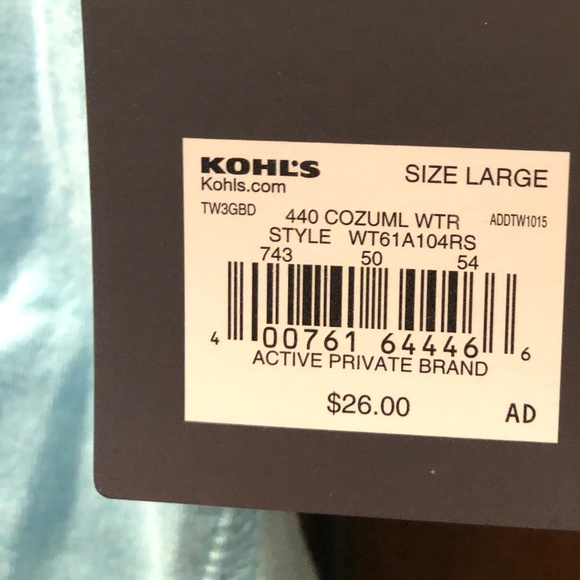 KOHL'S SIZE LARGE
Kohls.com
TW3GBD 440 COZUML WTR ADDTW1015
STYLE WT61A104RS
743 50 54
4 00761 64446 6
ACTIVE PRIVATE BRAND
$26.00 AD